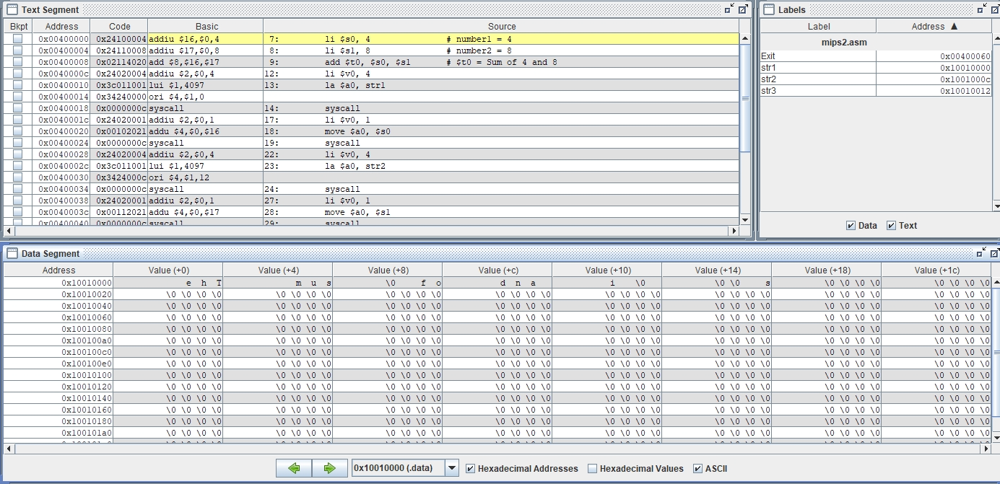 Text Segment
Bkpt Address Code Basic Source
0x00400000 0x24100004 addiu $16,$0,4 7: li $s0, 4 # number1 = 4
0x00400004 0x24110008 addiu $17,$0,8 8: li $s1, 8 # number2 = 8
0x00400008 0x02114020 add $8,$16,$17 9: add $t0, $s0, $s1 # $t0 = Sum of 4 and 8
0x0040000c 0x24020004 addiu $2,$0,4 12: li $v0, 4
0x00400010 0x3c011001 lui $1,4097 13: la $a0, str1
0x00400014 0x34240000 ori $4,$1,0
0x00400018 0x0000000c syscall 14: syscall
0x0040001c 0x24020001 addiu $2,$0,1 17: li $v0, 1
0x00400020 0x00102021 addu $4,$0,$16 18: move $a0, $s0
0x00400024 0x0000000c syscall 19: syscall
0x00400028 0x24020004 addiu $2,$0,4 22: li $v0, 4
0x0040002c 0x3c011001 lui $1,4097 23: la $a0, str2
0x00400030 0x3424000c ori $4,$1,12
0x00400034 0x0000000c syscall 24: syscall
0x00400038 0x24020001 addiu $2,$0,1 27: li $v0, 1
0x0040003c 0x00112021 addu $4,$0,$17 28: move $a0, $s1
0x00400040 0x0000000c syscall 29: syscall
Labels
Label Address ▲
mips2.asm
Exit 0x00400060
str1 0x10010000
str2 0x1001000c
str3 0x10010012
Data Text
Data Segment
Address Value (+0) Value (+4) Value (+8) Value (+c) Value (+10) Value (+14) Value (+18) Value (+1c)
0x10010000 e h T m u s \0 f o d n a i \0 \0 \0 s \0 \0 \0 \0 \0 \0 \0 \0
0x10010020 \0 \0 \0 \0 \0 \0 \0 \0 \0 \0 \0 \0 \0 \0 \0 \0 \0 \0 \0 \0 \0 \0 \0 \0 \0 \0 \0 \0 \0 \0 \0 \0
0x10010040 \0 \0 \0 \0 \0 \0 \0 \0 \0 \0 \0 \0 \0 \0 \0 \0 \0 \0 \0 \0 \0 \0 \0 \0 \0 \0 \0 \0 \0 \0 \0 \0
0x10010060 \0 \0 \0 \0 \0 \0 \0 \0 \0 \0 \0 \0 \0 \0 \0 \0 \0 \0 \0 \0 \0 \0 \0 \0 \0 \0 \0 \0 \0 \0 \0 \0
0x10010080 \0 \0 \0 \0 \0 \0 \0 \0 \0 \0 \0 \0 \0 \0 \0 \0 \0 \0 \0 \0 \0 \0 \0 \0 \0 \0 \0 \0 \0 \0 \0 \0
0x100100a0 \0 \0 \0 \0 \0 \0 \0 \0 \0 \0 \0 \0 \0 \0 \0 \0 \0 \0 \0 \0 \0 \0 \0 \0 \0 \0 \0 \0 \0 \0 \0 \0
0x100100c0 \0 \0 \0 \0 \0 \0 \0 \0 \0 \0 \0 \0 \0 \0 \0 \0 \0 \0 \0 \0 \0 \0 \0 \0 \0 \0 \0 \0 \0 \0 \0 \0
0x100100e0 \0 \0 \0 \0 \0 \0 \0 \0 \0 \0 \0 \0 \0 \0 \0 \0 \0 \0 \0 \0 \0 \0 \0 \0 \0 \0 \0 \0 \0 \0 \0 \0
0x10010100 \0 \0 \0 \0 \0 \0 \0 \0 \0 \0 \0 \0 \0 \0 \0 \0 \0 \0 \0 \0 \0 \0 \0 \0 \0 \0 \0 \0 \0 \0 \0 \0
0x10010120 \0 \0 \0 \0 \0 \0 \0 \0 \0 \0 \0 \0 \0 \0 \0 \0 \0 \0 \0 \0 \0 \0 \0 \0 \0 \0 \0 \0 \0 \0 \0 \0
0x10010140 \0 \0 \0 \0 \0 \0 \0 \0 \0 \0 \0 \0 \0 \0 \0 \0 \0 \0 \0 \0 \0 \0 \0 \0 \0 \0 \0 \0 \0 \0 \0 \0
0x10010160 \0 \0 \0 \0 \0 \0 \0 \0 \0 \0 \0 \0 \0 \0 \0 \0 \0 \0 \0 \0 \0 \0 \0 \0 \0 \0 \0 \0 \0 \0 \0 \0
0x10010180 \0 \0 \0 \0 \0 \0 \0 \0 \0 \0 \0 \0 \0 \0 \0 \0 \0 \0 \0 \0 \0 \0 \0 \0 \0 \0 \0 \0 \0 \0 \0 \0
0x100101a0 \0 \0 \0 \0 \0 \0 \0 \0 \0 \0 \0 \0 \0 \0 \0 \0 \0 \0 \0 \0 \0 \0 \0 \0 \0 \0 \0 \0 \0 \0 \0 \0
0x10010000 (.data) Hexadecimal Addresses Hexadecimal Values ASCII